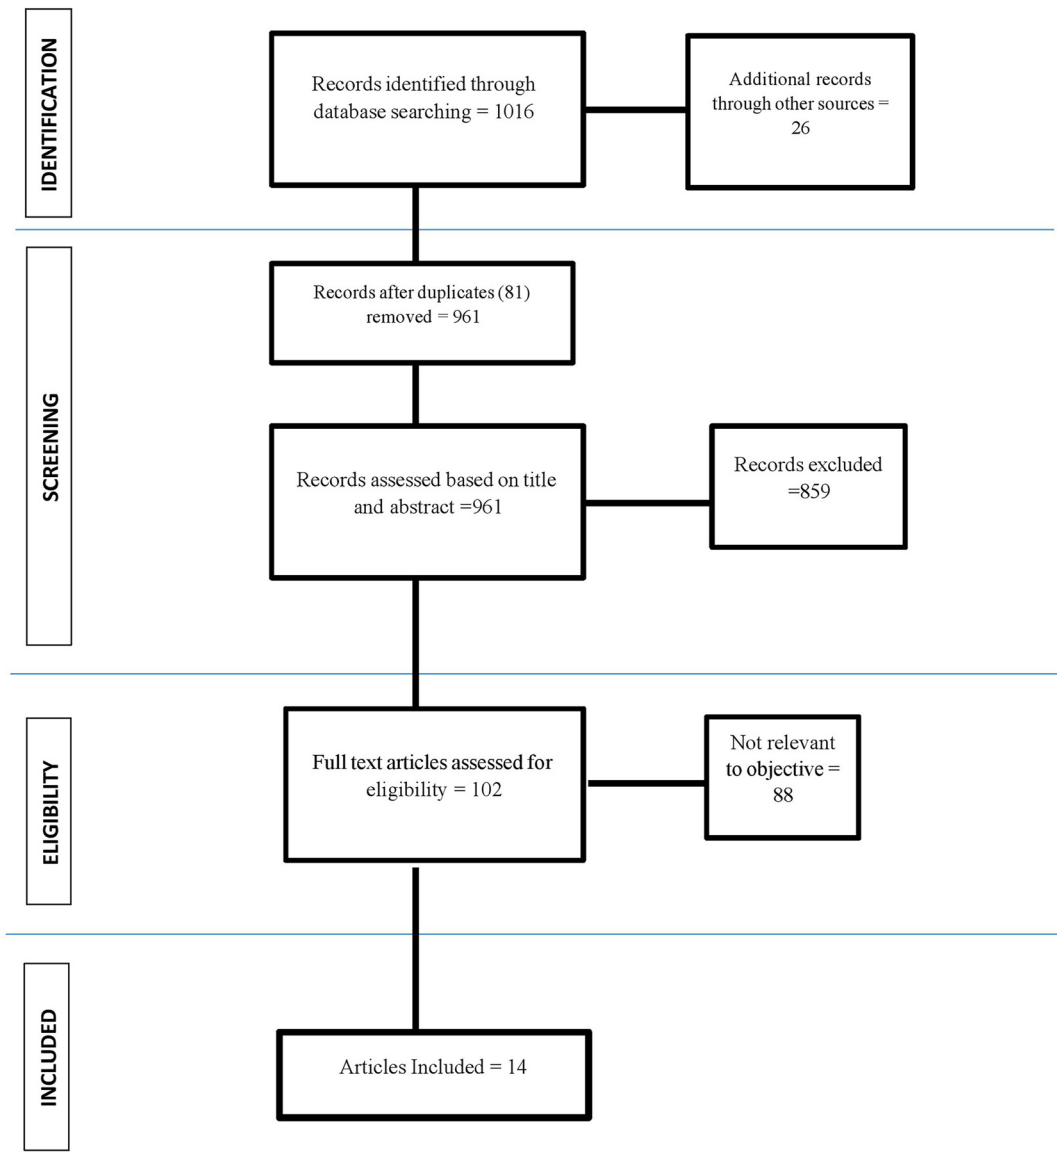 IDENTIFICATION
Records identified through
database searching = 1016
Additional records
through other sources =
26
SCREENING
Records after duplicates (81)
removed = 961
Records assessed based on title
and abstract =961
Records excluded
=859
ELIGIBILITY
Full text articles assessed for
eligibility = 102
Not relevant
to objective =
88
INCLUDED
Articles Included = 14